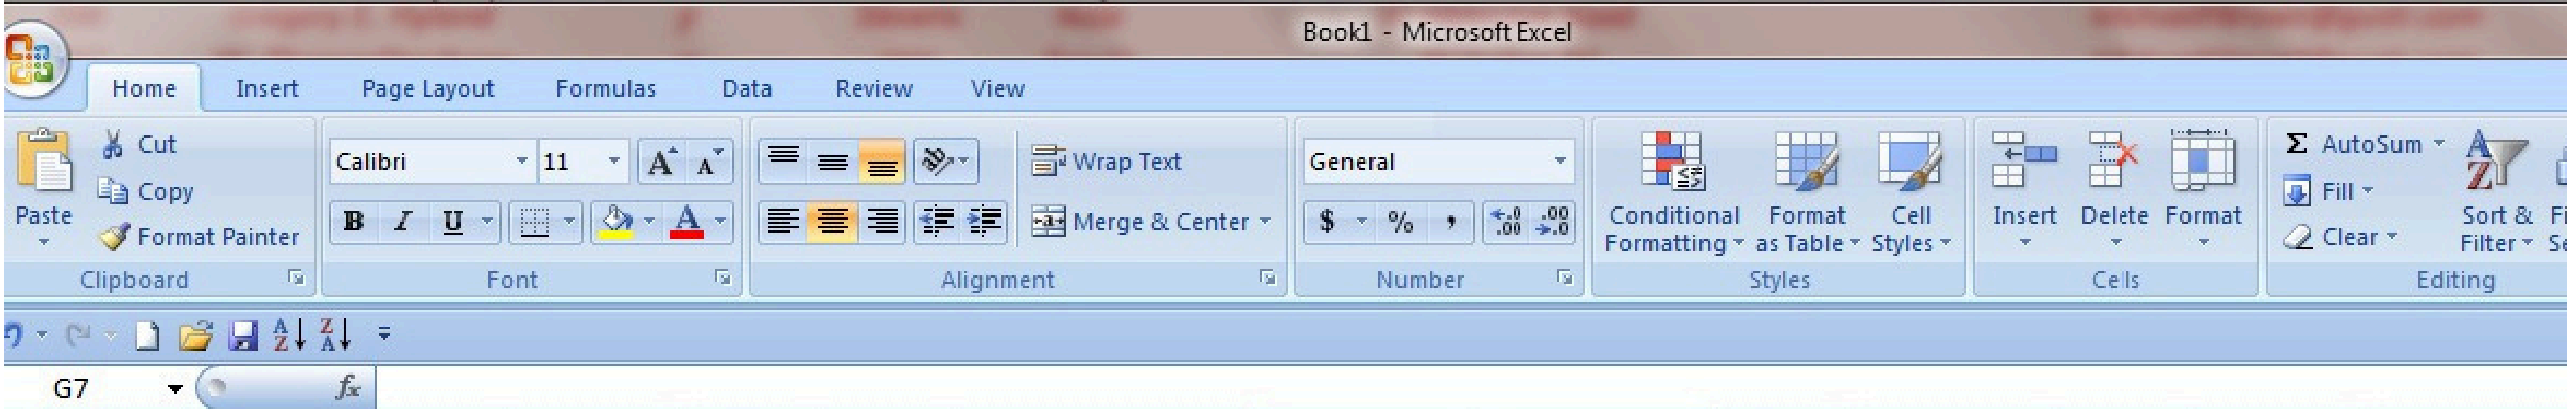 Book1 - Microsoft Excel
Home Insert Page Layout Formulas Data Review View
Paste
Cut
Copy
Format Painter
Clipboard
Calibri 11
B I U
Font
Wrap Text
Merge & Center
Alignment
General
$ % ,
Number
Conditional
Formatting
Format
as Table
Cell
Styles
Styles
Insert
Delete
Format
Cells
Σ AutoSum
Fill
Clear
Sort &
Filter
Editing
G7
fx